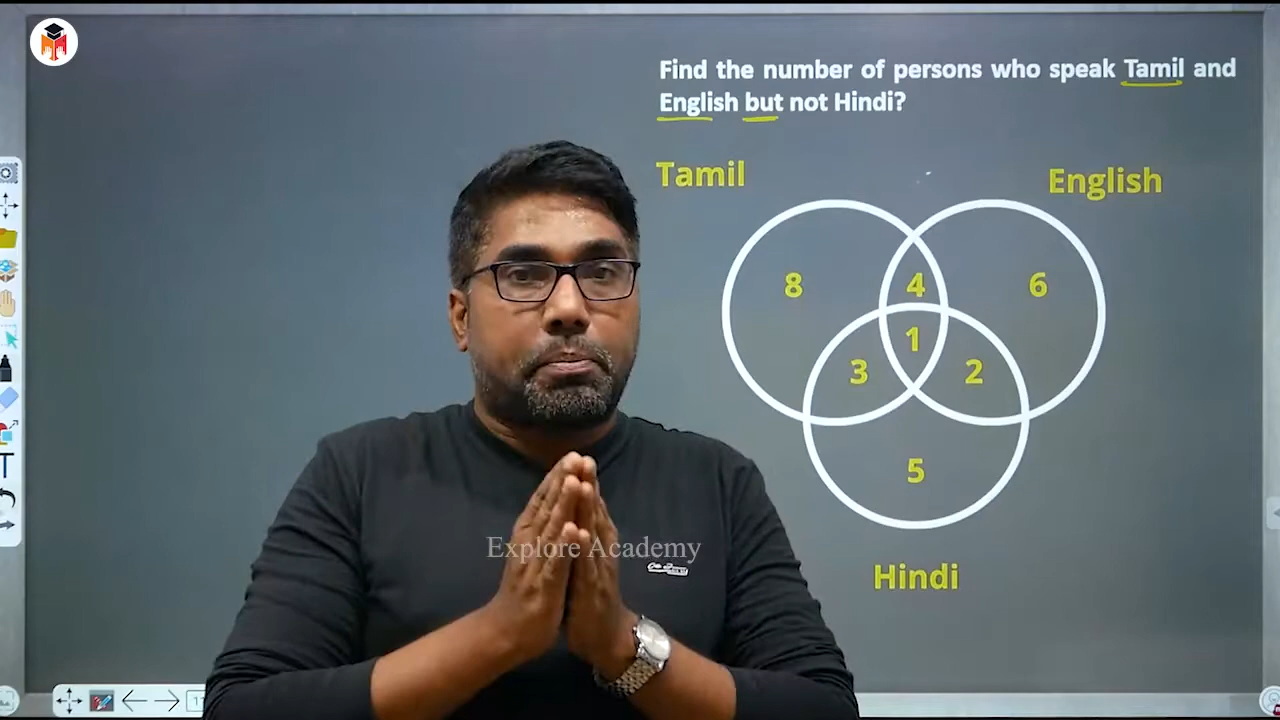 Find the number of persons who speak Tamil and
English but not Hindi?
Tamil
English
8
4
6
1
3
2
5
Explore Academy
Hindi